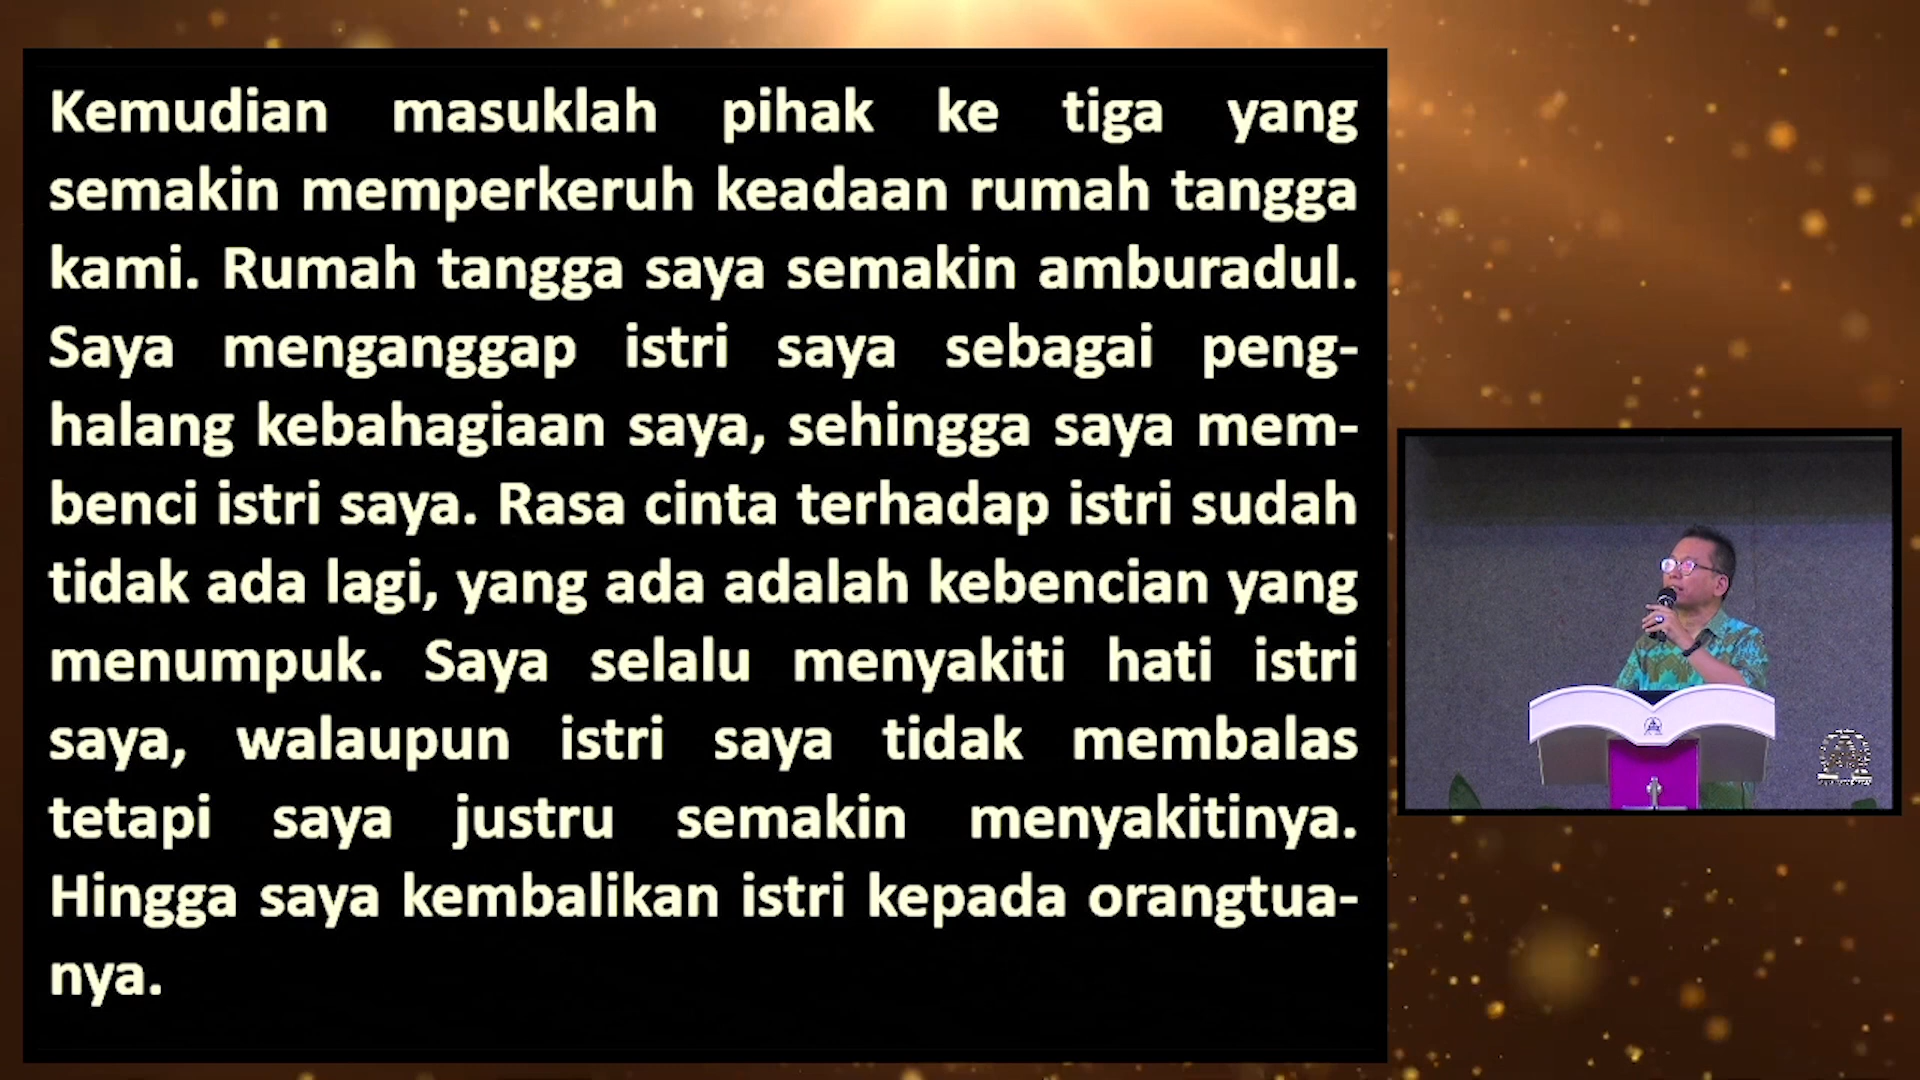 Kemudian masuklah pihak ke tiga yang
semakin memperkeruh keadaan rumah tangga
kami. Rumah tangga saya semakin amburadul.
Saya menganggap istri saya sebagai peng-
halang kebahagiaan saya, sehingga saya mem-
benci istri saya. Rasa cinta terhadap istri sudah
tidak ada lagi, yang ada adalah kebencian yang
menumpuk. Saya selalu menyakiti hati istri
saya, walaupun istri saya tidak membalas
tetapi saya justru semakin menyakitinya.
Hingga saya kembalikan istri kepada orangtua-
nya.